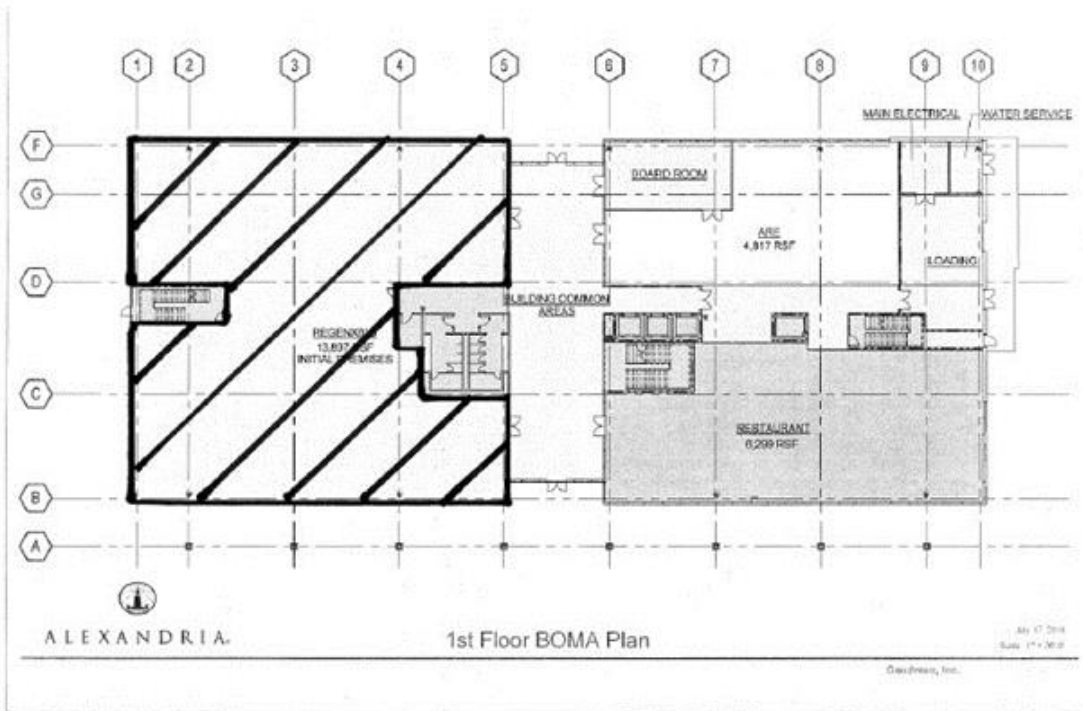 1 2 3 4 5 6 7 8 9 10
MAIN ELECTRICAL
WATER SERVICE
F
G
BOARD ROOM
ARE
4,817 RSF
LOADING
D
BUILDING COMMON
AREAS
INITIAL PREMISES
C
RESTAURANT
6,299 RSF
B
A
ALEXANDRIA.
1st Floor BOMA Plan